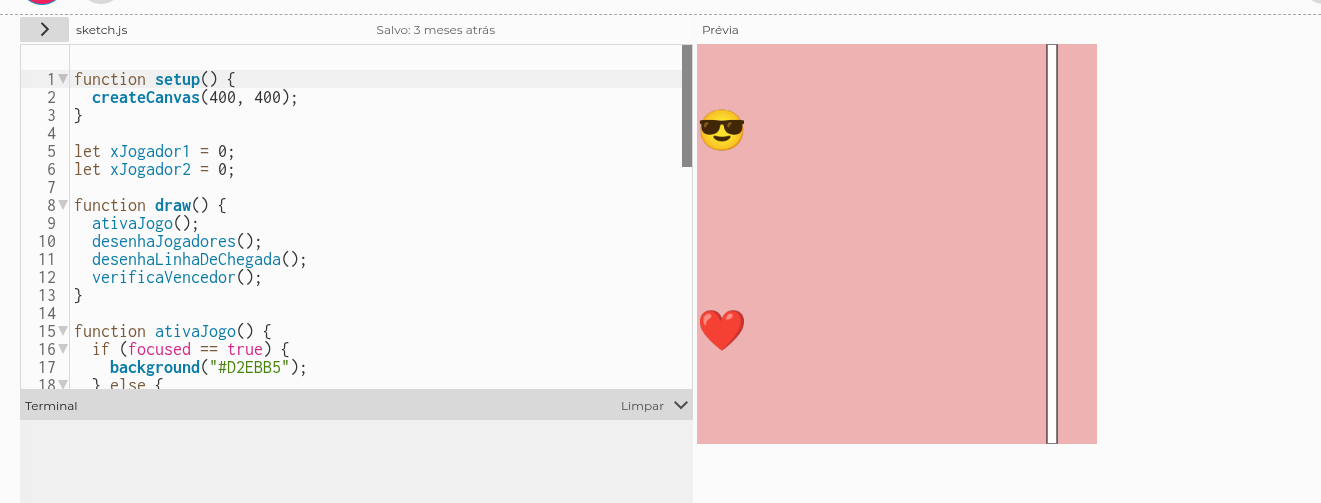 sketch.js
Salvo: 3 meses atrás
Prévia
1 function setup() {
2 createCanvas(400, 400);
3 }
4
5 let xJogador1 = 0;
6 let xJogador2 = 0;
7
8 function draw() {
9 ativaJogo();
10 desenhaJogadores();
11 desenhaLinhaDeChegada();
12 verificaVencedor();
13 }
14
15 function ativaJogo() {
16 if (focused == true) {
17 background("#D2EBB5");
18 } else {
Terminal
Limpar